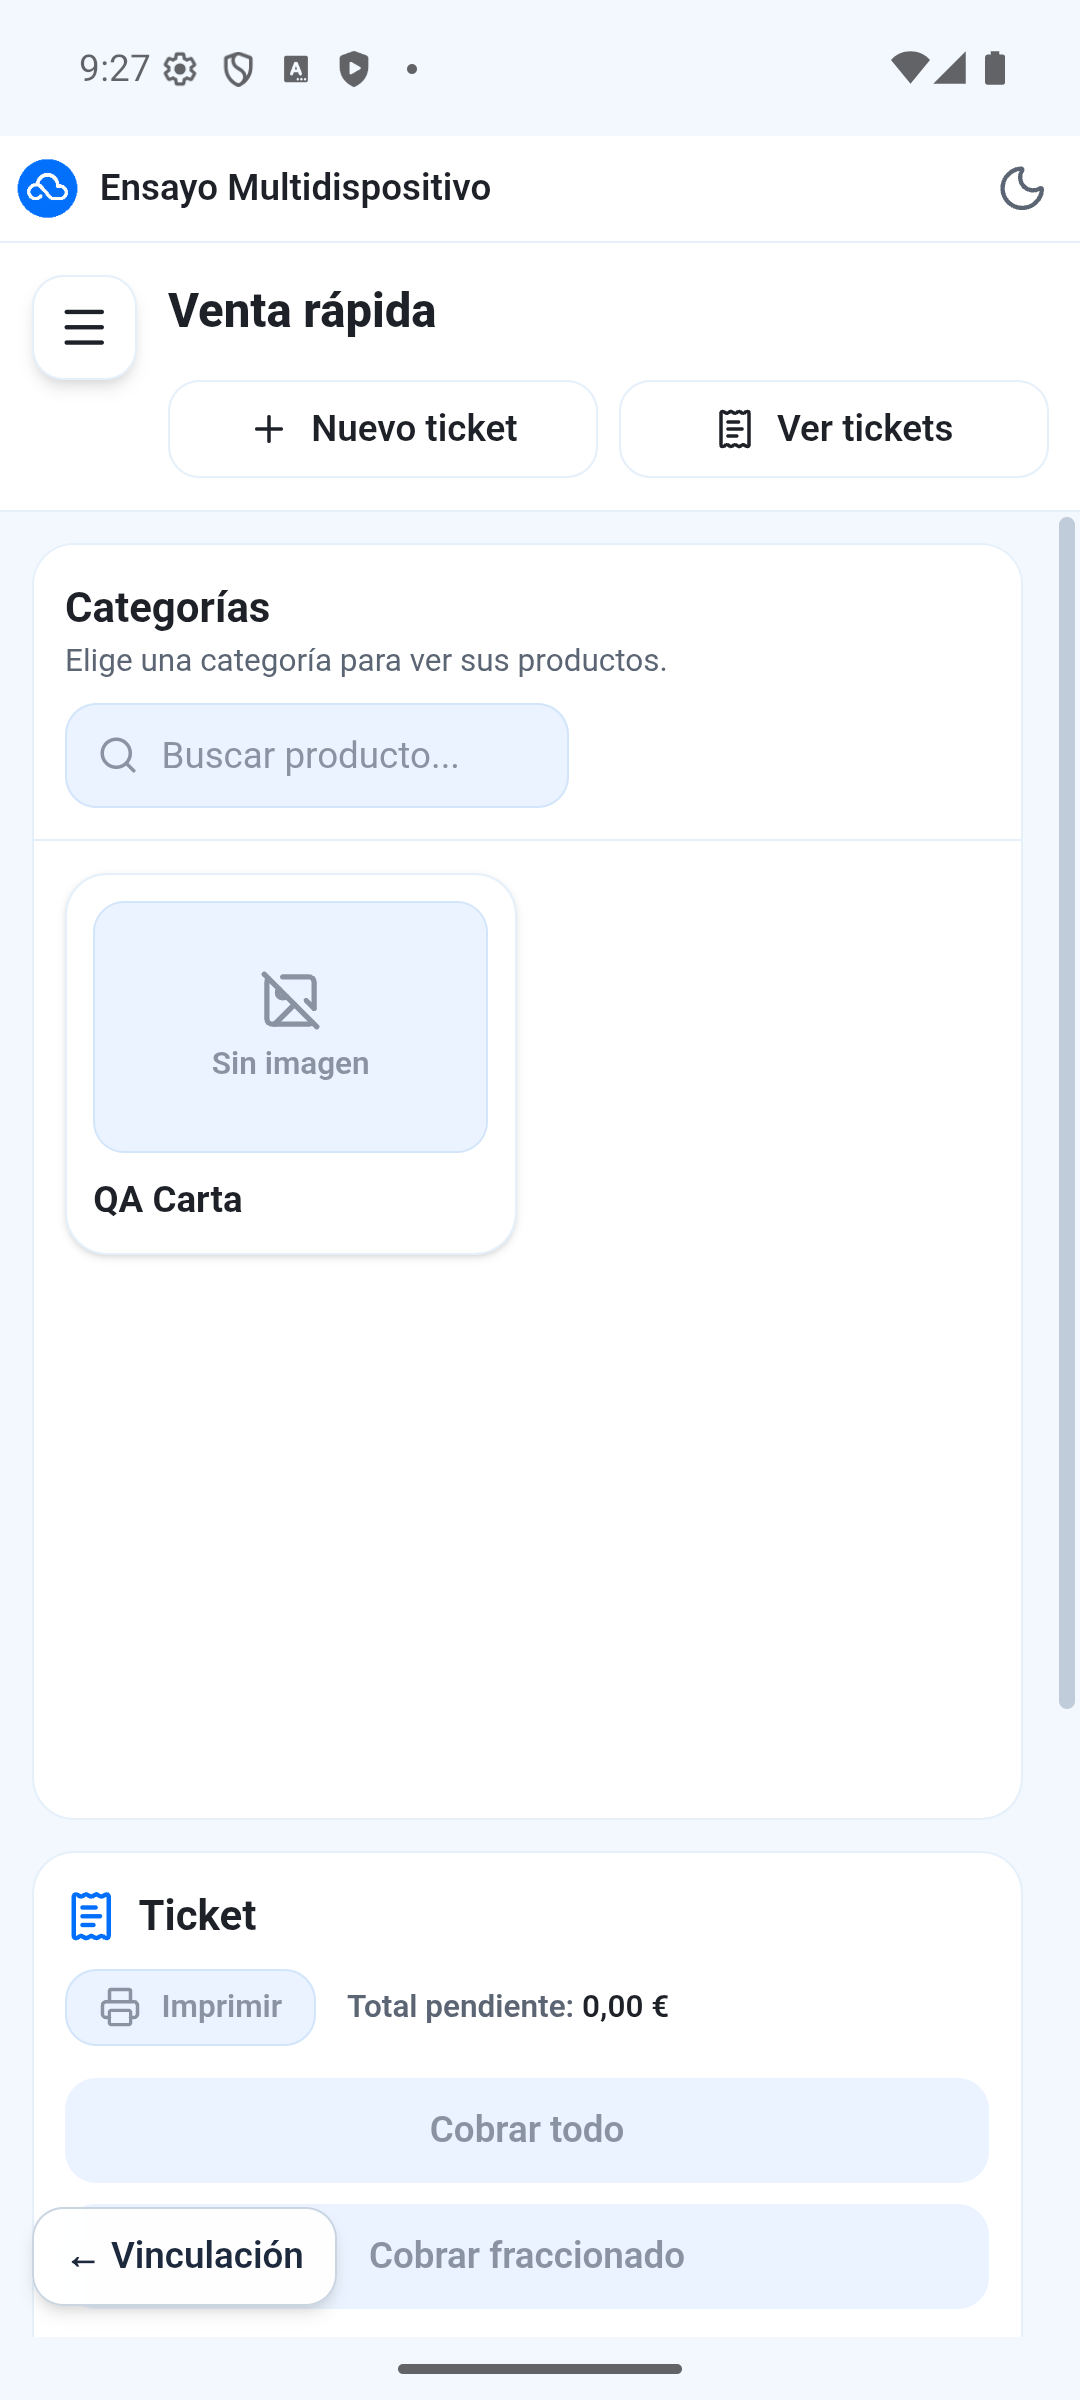 9:27
Ensayo Multidispositivo
Venta rápida
Nuevo ticket
Ver tickets
Categorías
Elige una categoría para ver sus productos.
Buscar producto...
Sin imagen
QA Carta
Ticket
Imprimir
Total pendiente: 0,00 €
Cobrar todo
← Vinculación
Cobrar fraccionado